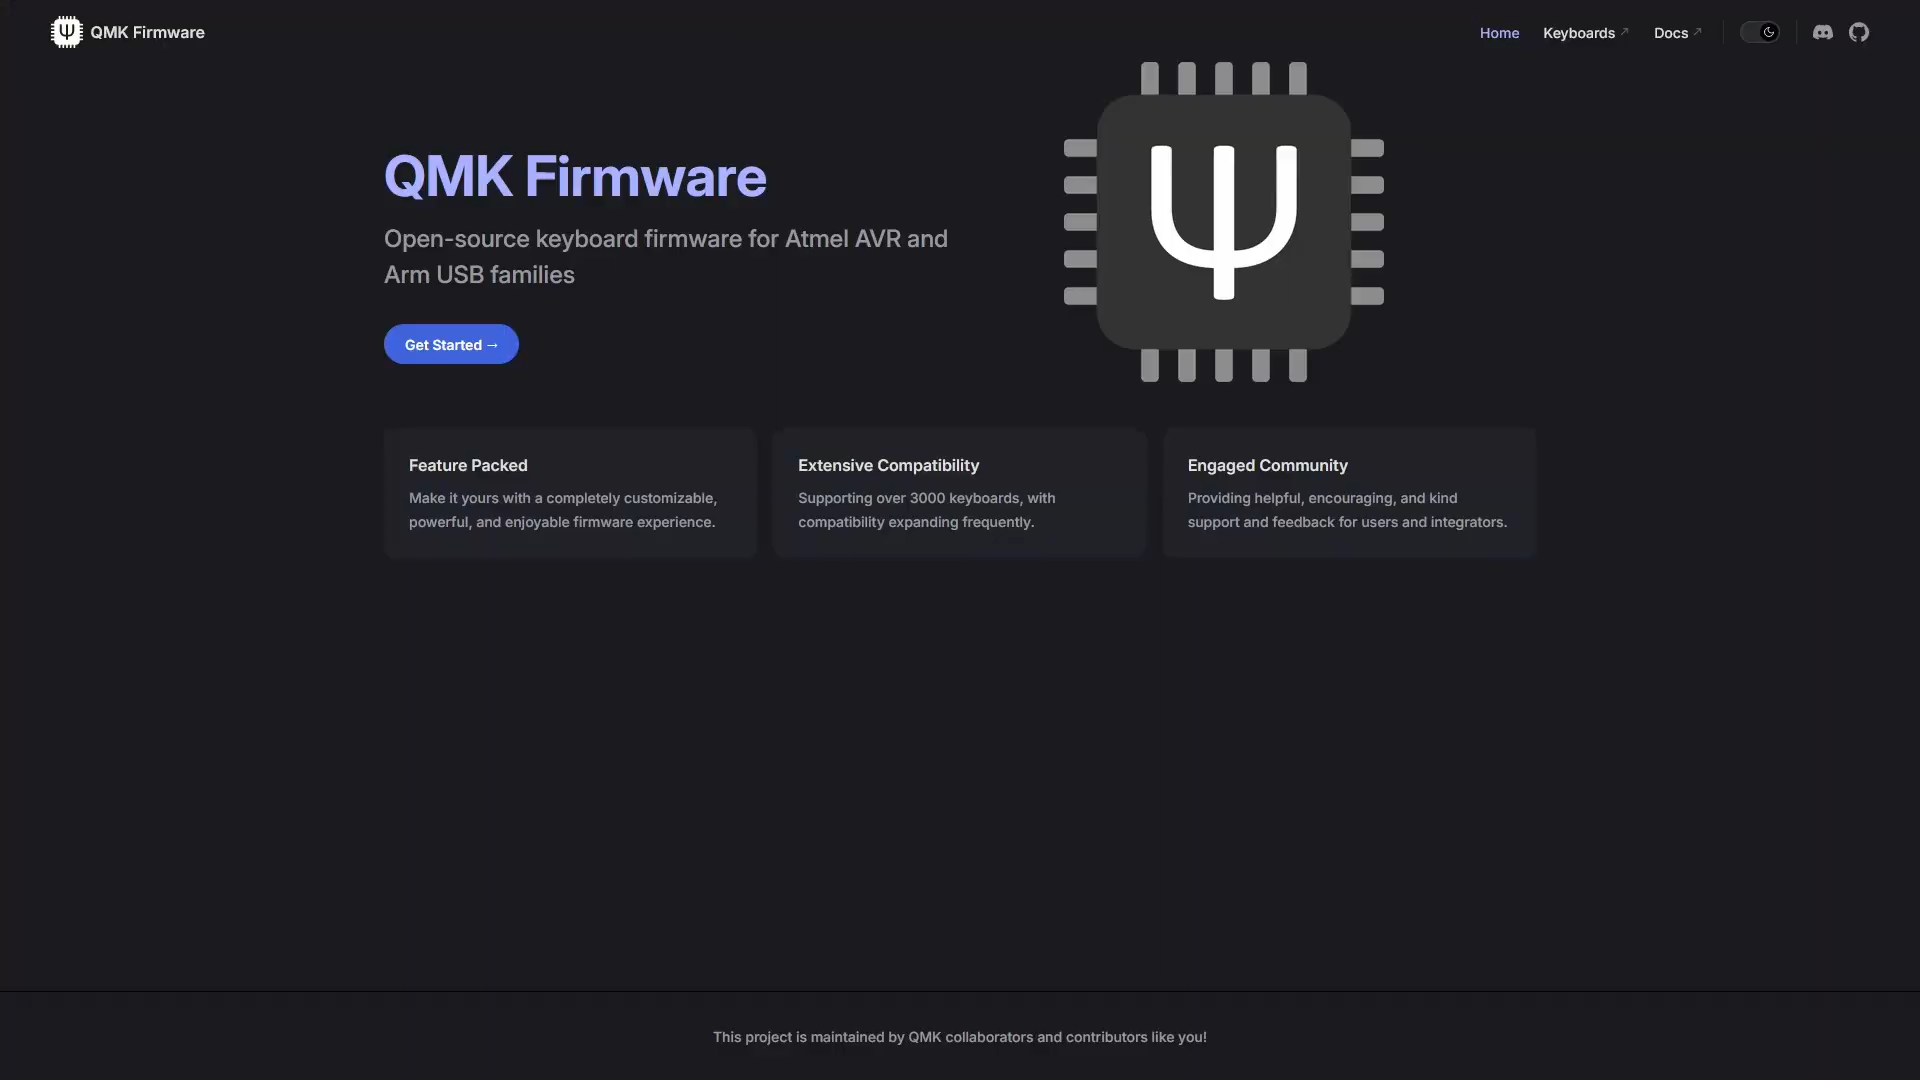 QMK Firmware
Home
Keyboards
Docs
QMK Firmware
Open-source keyboard firmware for Atmel AVR and
Arm USB families
Get Started →
Feature Packed
Make it yours with a completely customizable,
powerful, and enjoyable firmware experience.
Extensive Compatibility
Supporting over 3000 keyboards, with
compatibility expanding frequently.
Engaged Community
Providing helpful, encouraging, and kind
support and feedback for users and integrators.
This project is maintained by QMK collaborators and contributors like you!